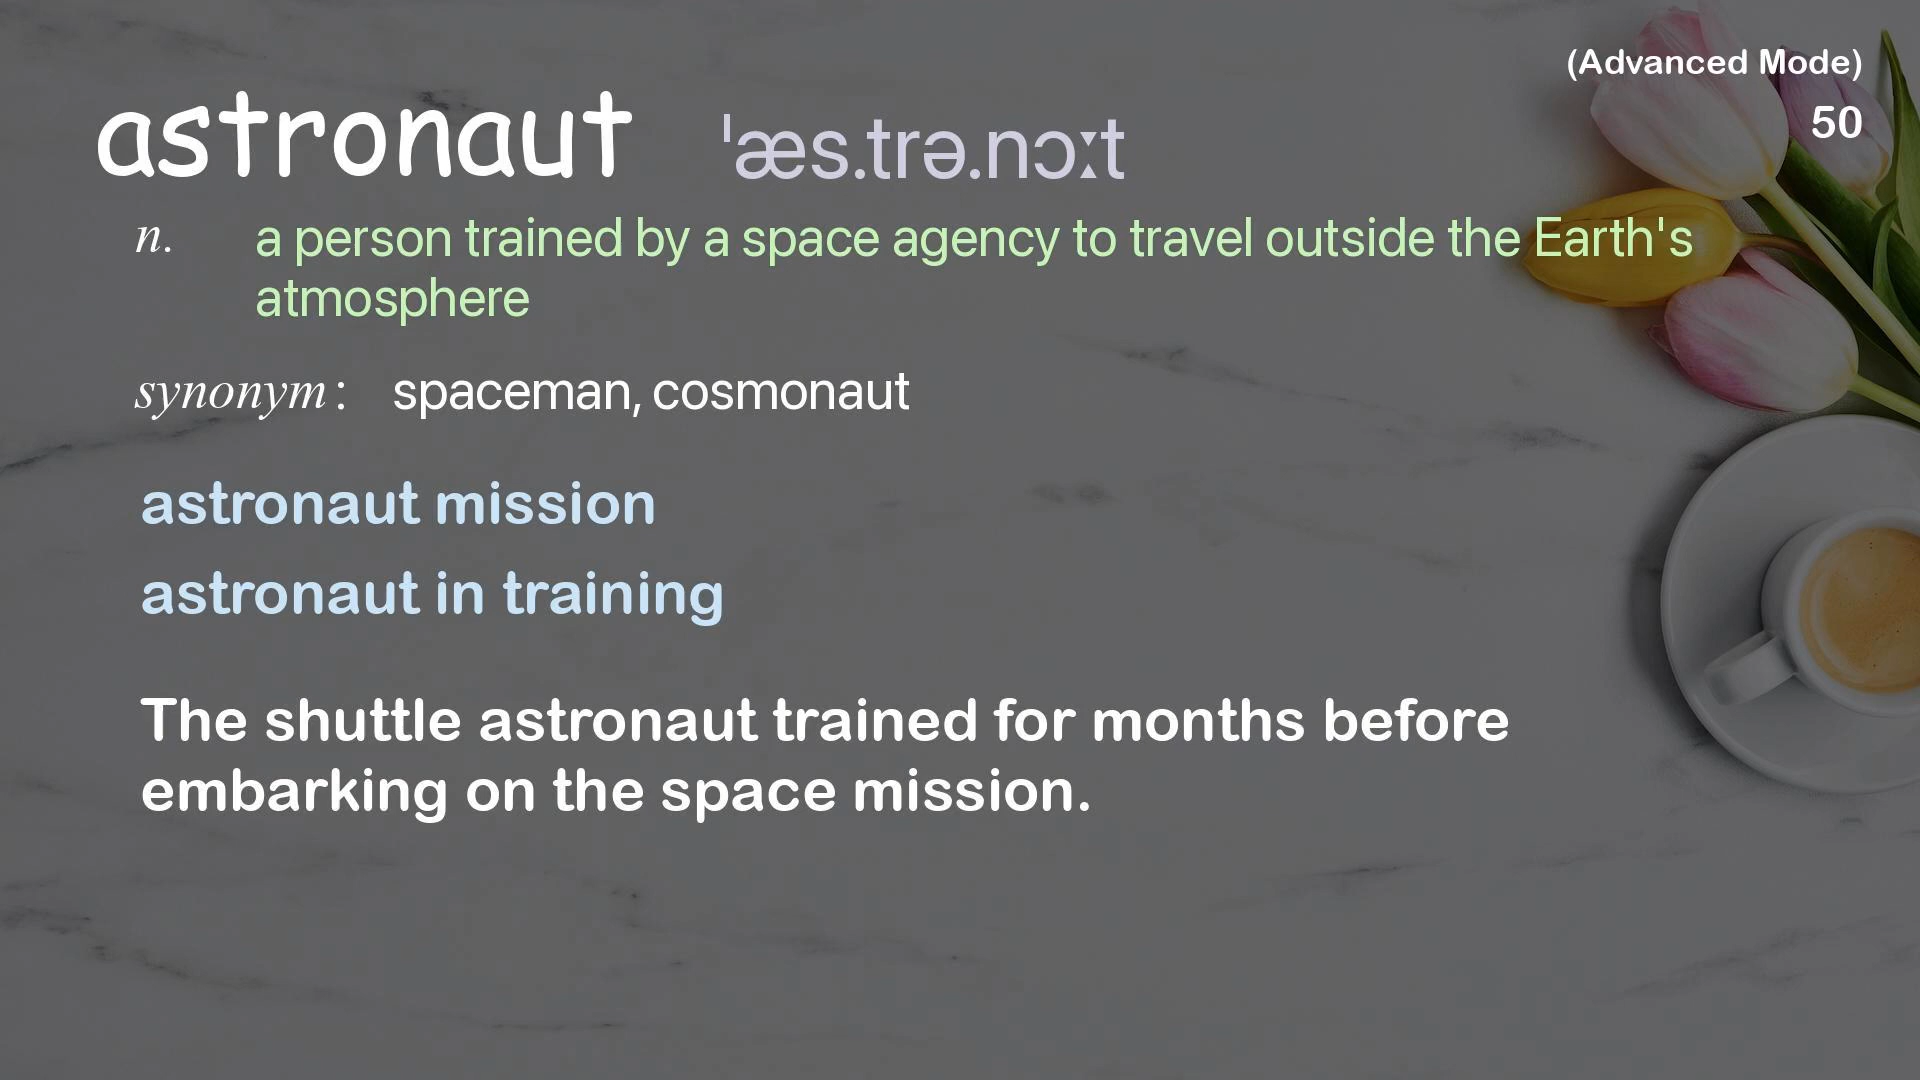 (Advanced Mode)
50
astronaut ˈæs.trə.nɔːt
n. a person trained by a space agency to travel outside the Earth's
atmosphere
synonym: spaceman, cosmonaut
astronaut mission
astronaut in training
The shuttle astronaut trained for months before
embarking on the space mission.